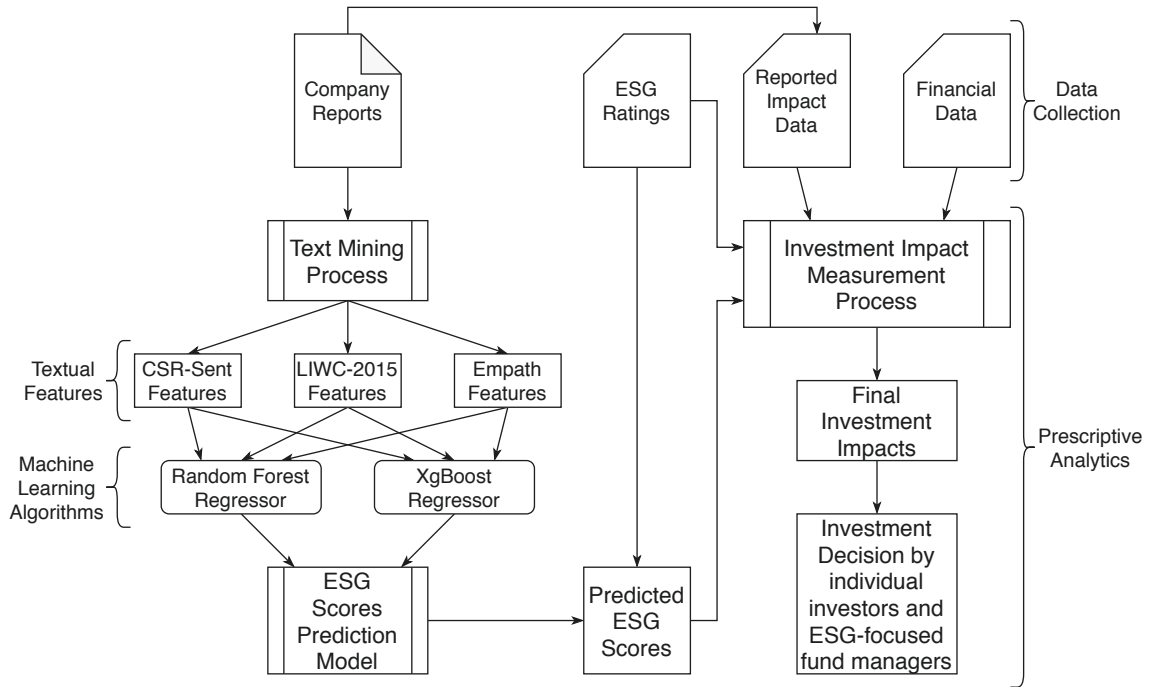 Company
Reports
ESG
Ratings
Reported
Impact
Data
Financial
Data
Data
Collection
Text Mining
Process
Investment Impact
Measurement
Process
Textual
Features
CSR-Sent
Features
LIWC-2015
Features
Empath
Features
Final
Investment
Impacts
Prescriptive
Analytics
Machine
Learning
Algorithms
Random Forest
Regressor
XgBoost
Regressor
ESG
Scores
Prediction
Model
Predicted
ESG
Scores
Investment
Decision by
individual
investors and
ESG-focused
fund managers